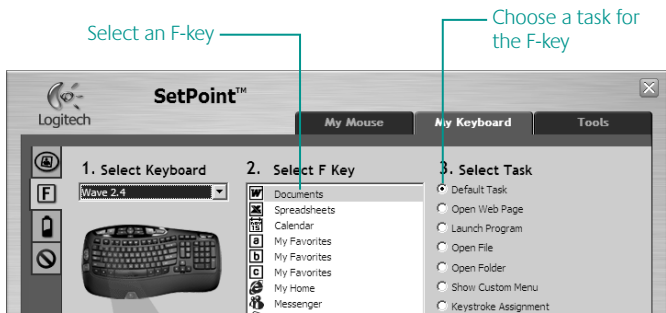 Select an F-key
Choose a task for
the F-key
Logitech
SetPoint™
My Mouse
My Keyboard
Tools
1. Select Keyboard
Wave 2.4
2. Select F Key
Documents
Spreadsheets
Calendar
My Favorites
My Favorites
My Favorites
My Home
Messenger
3. Select Task
Default Task
Open Web Page
Launch Program
Open File
Open Folder
Show Custom Menu
Keystroke Assignment
F
W
X
15
a
b
c